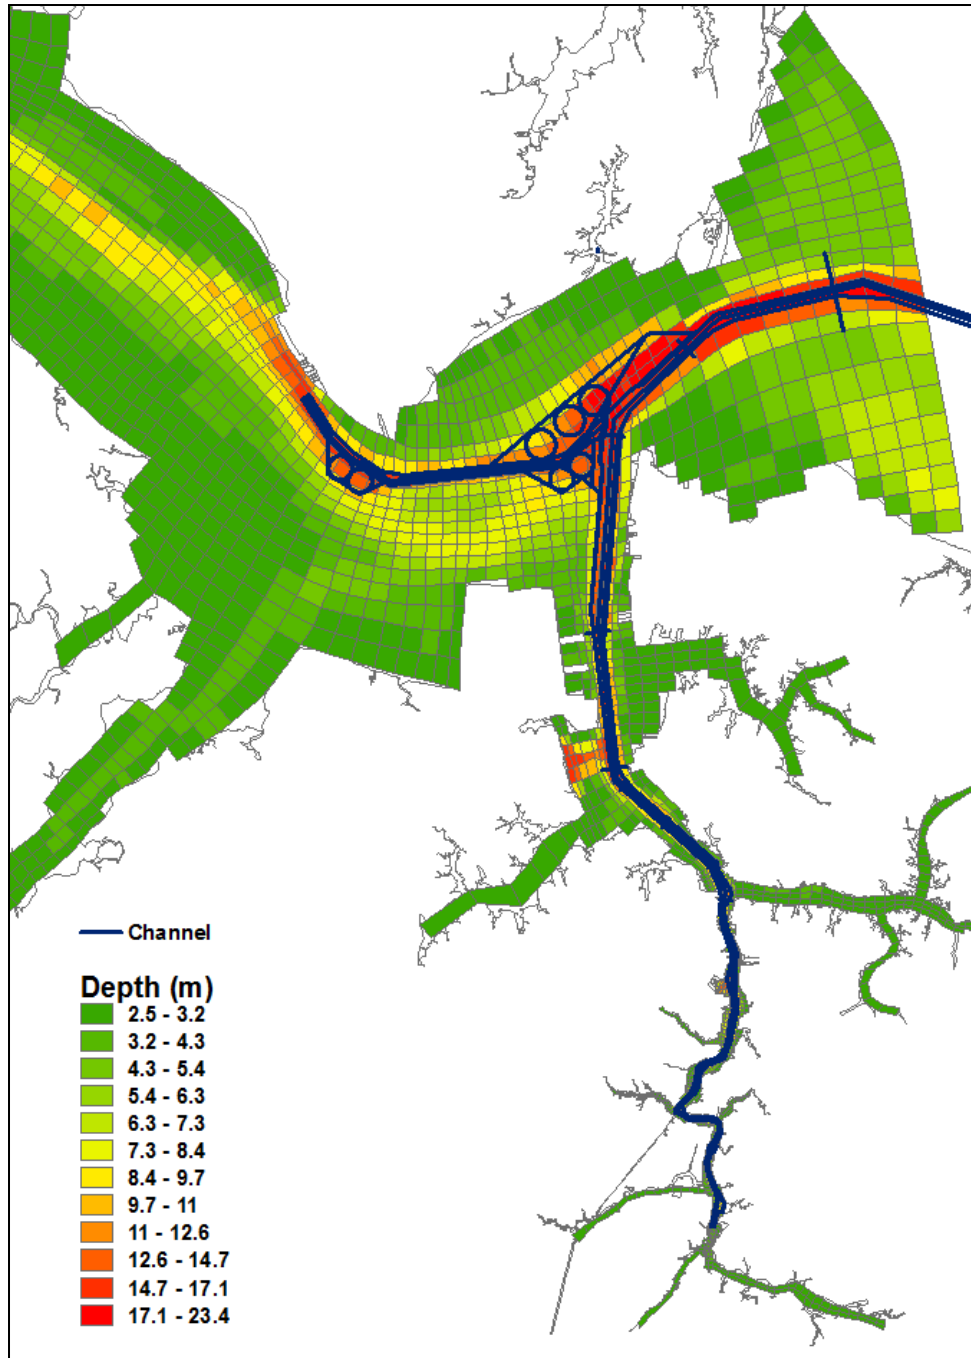 Channel
Depth (m)
2.5 - 3.2
3.2 - 4.3
4.3 - 5.4
5.4 - 6.3
6.3 - 7.3
7.3 - 8.4
8.4 - 9.7
9.7 - 11
11 - 12.6
12.6 - 14.7
14.7 - 17.1
17.1 - 23.4